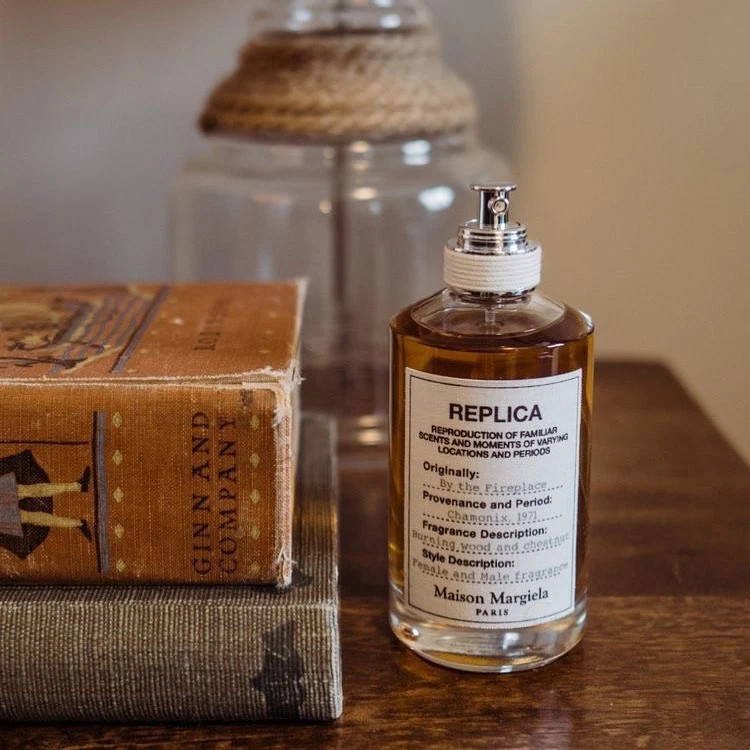 GINN AND
COMPANY
REPLICA
REPRODUCTION OF FAMILIAR
SCENTS AND MOMENTS OF VARYING
LOCATIONS AND PERIODS
Originally:
By the Fireplace
Provenance and Period:
Chamonix, 1971
Fragrance Description:
Burning wood and chestnut
Style Description:
Female and Male fragrance
Maison Margiela
PARIS